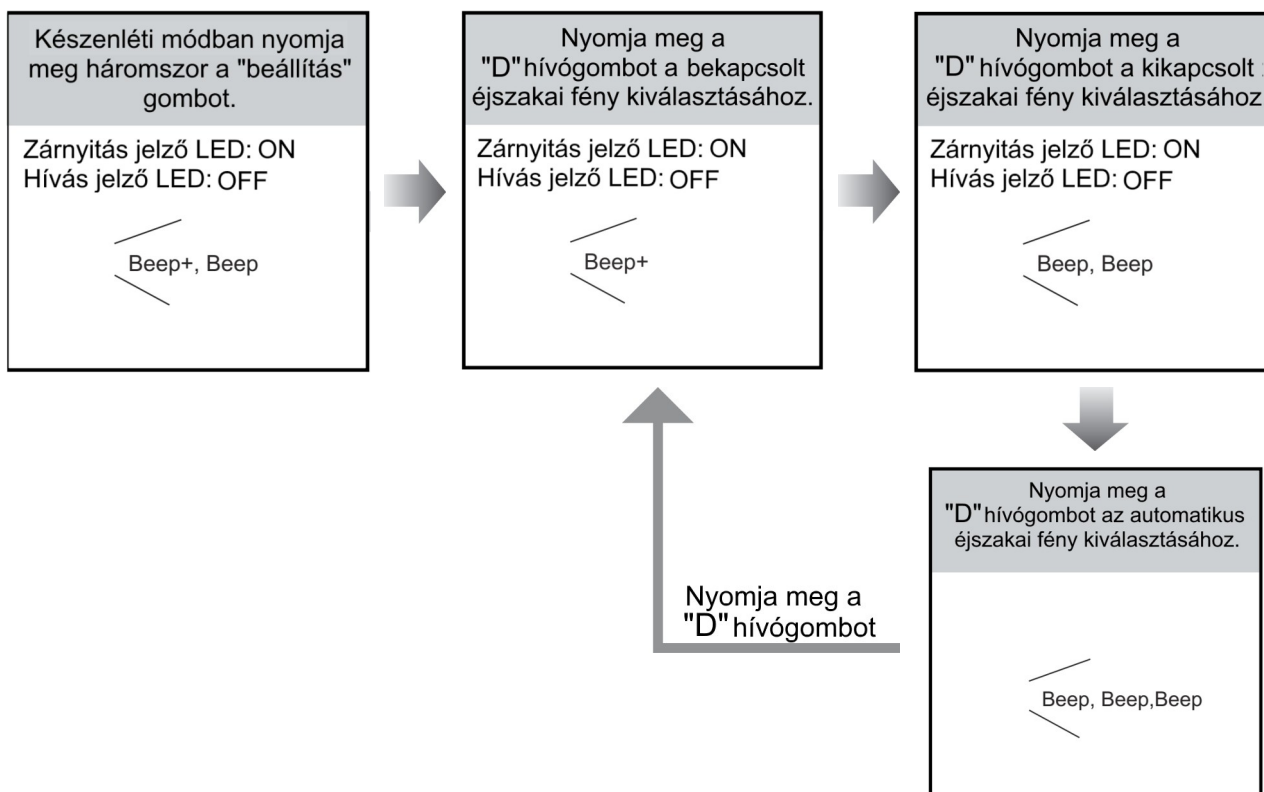 Készenléti módban nyomja
meg háromszor a "beállítás"
gombot.
Zárnyitás jelző LED: ON
Hívás jelző LED: OFF
Beep+, Beep
Nyomja meg a
"D" hívógombot a bekapcsolt
éjszakai fény kiválasztásához.
Zárnyitás jelző LED: ON
Hívás jelző LED: OFF
Beep+
Nyomja meg a
"D" hívógombot a kikapcsolt
éjszakai fény kiválasztásához
Zárnyitás jelző LED: ON
Hívás jelző LED: OFF
Beep, Beep
Nyomja meg a
"D" hívógombot az automatikus
éjszakai fény kiválasztásához.
Beep, Beep,Beep
Nyomja meg a
"D" hívógombot